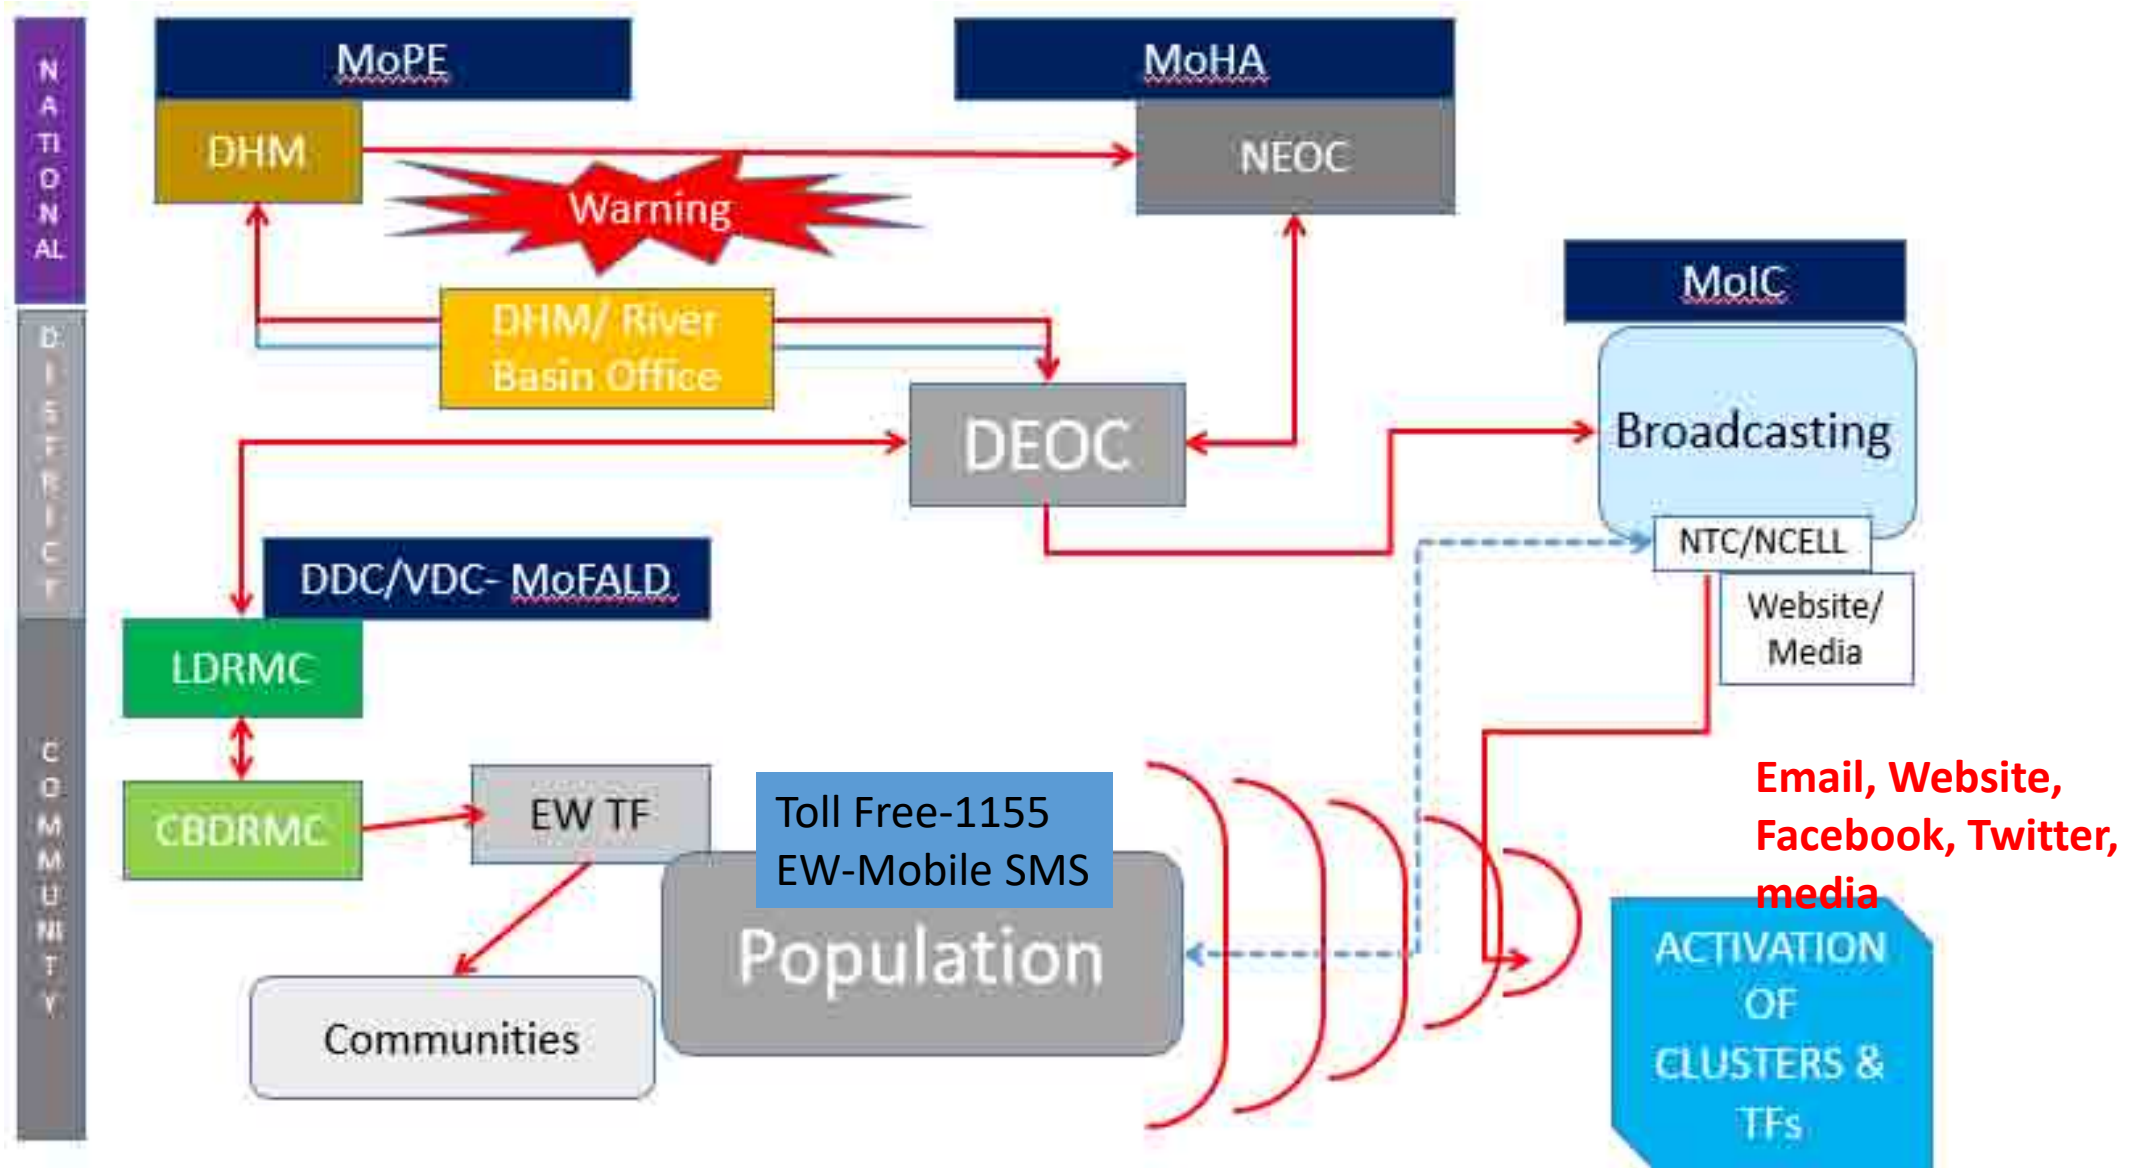 NATIONAL
MoPE
MoHA
DHM
NEOC
Warning
MoIC
DISTRICT
DHM/ River
Basin Office
Broadcasting
DEOC
NTC/NCELL
DDC/VDC- MoFALD
Website/
Media
LDRMC
COMMUNITY
CBDRMC
EW TF
Toll Free-1155
EW-Mobile SMS
Email, Website,
Facebook, Twitter,
media
Population
Communities
ACTIVATION
OF
CLUSTERS &
TFs